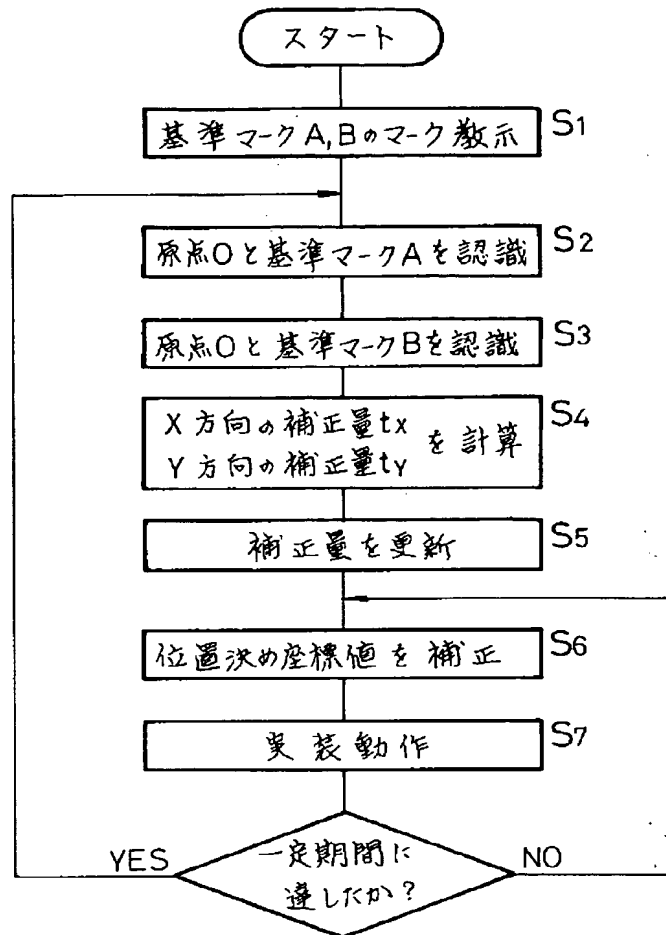 スタート
基準マークA,Bのマーク教示 S1
原点Oと基準マークAを認識 S2
原点Oと基準マークBを認識 S3
X方向の補正量tx
Y方向の補正量ty
を計算 S4
補正量を更新 S5
位置決め座標値を補正 S6
実装動作 S7
一定期間に
達したか?
YES
NO